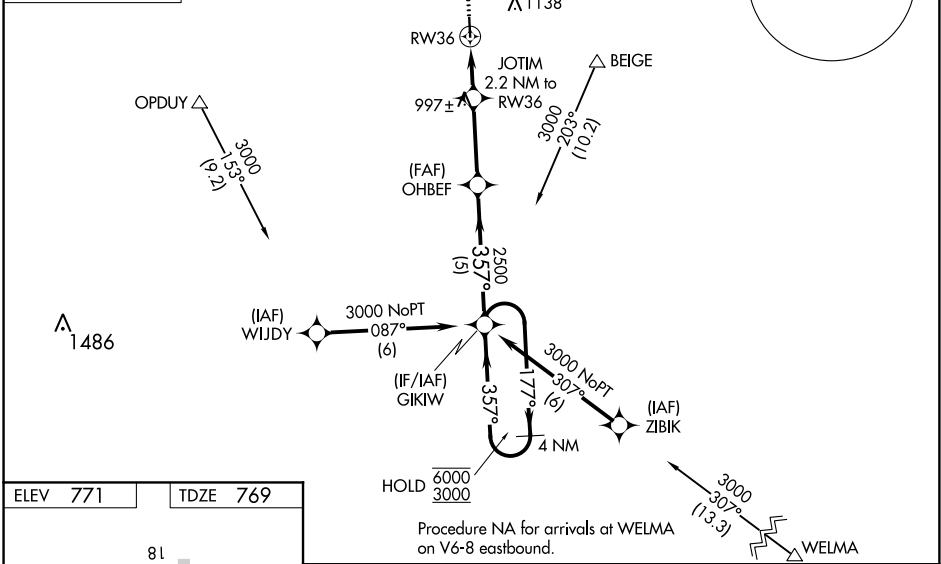 1138
RW36
JOTIM
2.2 NM to
RW36
BEIGE
997±
OPDUY
3000
203°
(10.2)
3000
153°
(9.2)
(FAF)
OHBEF
2500
357°
(5)
1486
(IAF)
WIJDY
3000 NoPT
087°
(6)
(IF/IAF)
GIKIW
357°
177°
3000 NoPT
307°
(6)
(IAF)
ZIBIK
4 NM
HOLD 6000
3000
ELEV 771
TDZE 769
3000
307°
(13.3)
Procedure NA for arrivals at WELMA
on V6-8 eastbound.
WELMA
18